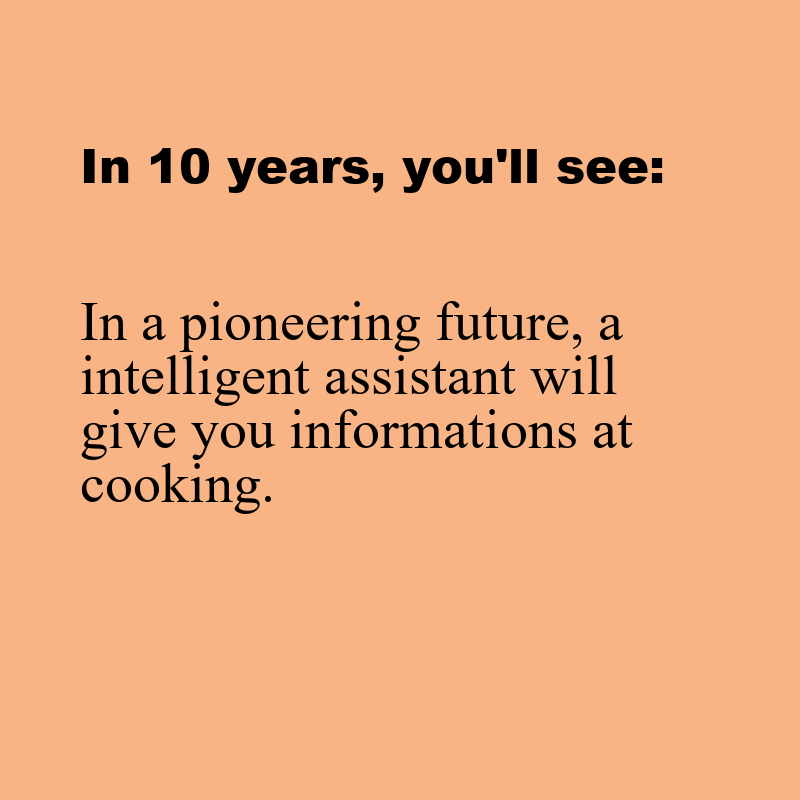 In 10 years, you'll see:
In a pioneering future, a
intelligent assistant will
give you informations at
cooking.